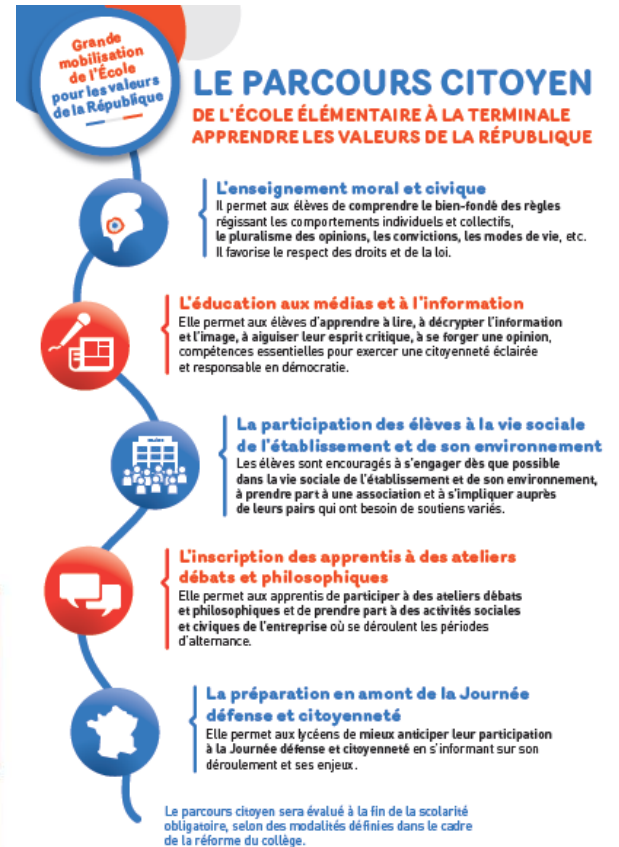 Grande
mobilisation
de l'École
pour les valeurs
de la République
LE PARCOURS CITOYEN
DE L'ÉCOLE ÉLÉMENTAIRE À LA TERMINALE
APPRENDRE LES VALEURS DE LA RÉPUBLIQUE
L'enseignement moral et civique
Il permet aux élèves de comprendre le bien-fondé des règles
régissant les comportements individuels et collectifs,
le pluralisme des opinions, les convictions, les modes de vie, etc.
Il favorise le respect des droits et de la loi.
L'éducation aux médias et à l'information
Elle permet aux élèves d'apprendre à lire, à décrypter l'information
et l'image, à aiguiser leur esprit critique, à se forger une opinion,
compétences essentielles pour exercer une citoyenneté éclairée
et responsable en démocratie.
La participation des élèves à la vie sociale
de l'établissement et de son environnement
Les élèves sont encouragés à s'engager dès que possible
dans la vie sociale de l'établissement et de son environnement,
à prendre part à une association et à s'impliquer auprès
de leurs pairs qui ont besoin de soutiens variés.
L'inscription des apprentis à des ateliers
débats et philosophiques
Elle permet aux apprentis de participer à des ateliers débats
et philosophiques et de prendre part à des activités sociales
et civiques de l'entreprise où se déroulent les périodes
d'alternance.
La préparation en amont de la Journée
défense et citoyenneté
Elle permet aux lycéens de mieux anticiper leur participation
à la Journée défense et citoyenneté en s'informant sur son
déroulement et ses enjeux.
Le parcours citoyen sera évalué à la fin de la scolarité
obligatoire, selon des modalités définies dans le cadre
de la réforme du collège.